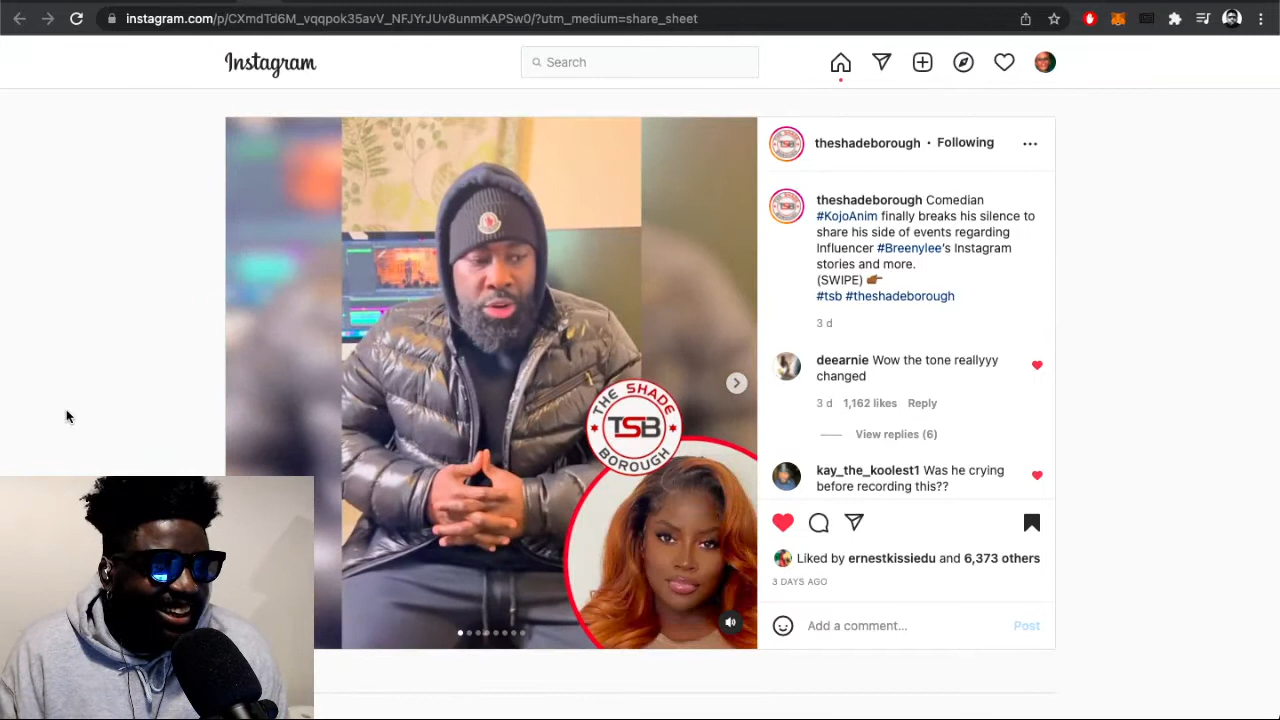 instagram.com/p/CXmdTd6M_vqqpok35avV_NFJYrJUv8unmKAPSw0/?utm_medium=share_sheet
Instagram
Search
theshadeborough • Following
theshadeborough Comedian
#KojoAnim finally breaks his silence to
share his side of events regarding
Influencer #Breenylee's Instagram
stories and more.
(SWIPE) 👉🏾
#tsb #theshadeborough
3 d
deearnie Wow the tone reallyyy
changed
3 d 1,162 likes Reply
View replies (6)
kay_the_koolest1 Was he crying
before recording this??
Liked by ernestkissiedu and 6,373 others
3 DAYS AGO
Add a comment... Post
THE SHADE
TSB
BOROUGH